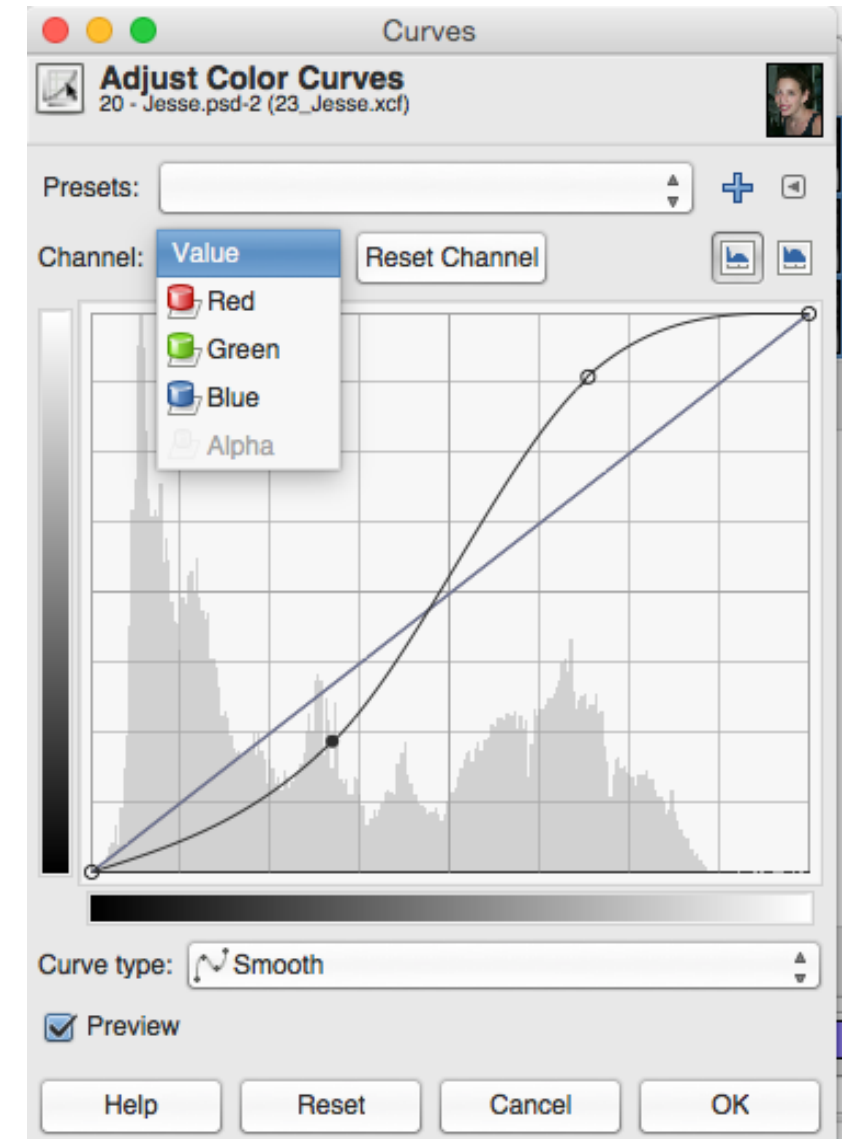 Curves
Adjust Color Curves
20 - Jesse.psd-2 (23_Jesse.xcf)
Presets:
Channel: Value Reset Channel
Red
Green
Blue
Alpha
Curve type: Smooth
Preview
Help Reset Cancel OK